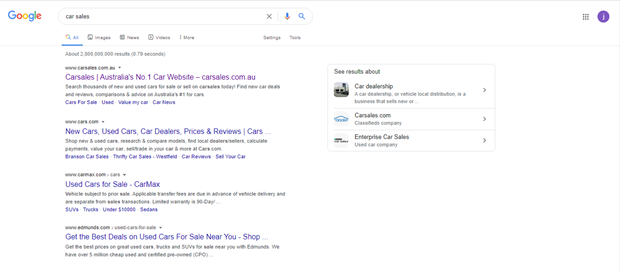 Google
car sales
All
Images
News
Videos
More
Settings
Tools
j
About 2,800,000,000 results (0.79 seconds)
www.carsales.com.au
Carsales | Australia's No.1 Car Website – carsales.com.au
Search thousands of new and used cars for sale or sell on carsales today! Find new car deals
and reviews, comparisons & advice on Australia's #1 for cars.
Cars For Sale · Used · Value my car · Car News
www.cars.com
New Cars, Used Cars, Car Dealers, Prices & Reviews | Cars ...
Shop new & used cars, research & compare models, find local dealers/sellers, calculate
payments, value your car, sell/trade in your car & more at Cars.com.
Branson Car Sales · Thrifty Car Sales - Westfield · Car Reviews · Sell Your Car
www.carmax.com › cars
Used Cars for Sale - CarMax
Vehicle subject to prior sale. Applicable transfer fees are due in advance of vehicle delivery and
are separate from sales transactions. Limited warranty is 90-Day/...
SUVs · Trucks · Under $10000 · Sedans
www.edmunds.com › used-cars-for-sale
Get the Best Deals on Used Cars For Sale Near You - Shop ...
Get the best prices on great used cars, trucks and SUVs for sale near you with Edmunds. We
have over 5 million cheap used and certified pre-owned (CPO) ...
See results about
Car dealership
A car dealership, or vehicle local distribution, is a
business that sells new or ...
Carsales.com
Classifieds company
Enterprise Car Sales
Used car company